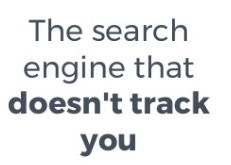 The search
engine that
doesn't track
you